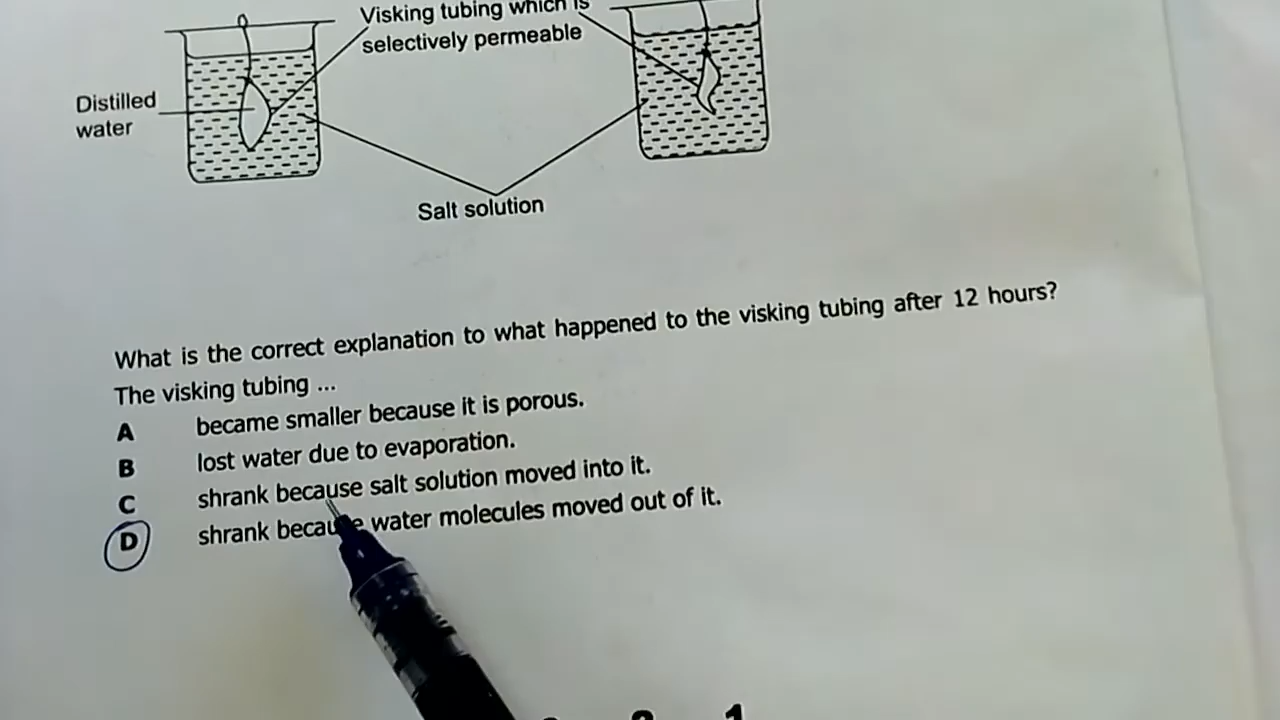 Visking tubing which is
selectively permeable
Distilled
water
Salt solution
What is the correct explanation to what happened to the visking tubing after 12 hours?
The visking tubing ...
A became smaller because it is porous.
B lost water due to evaporation.
C shrank because salt solution moved into it.
D shrank because water molecules moved out of it.